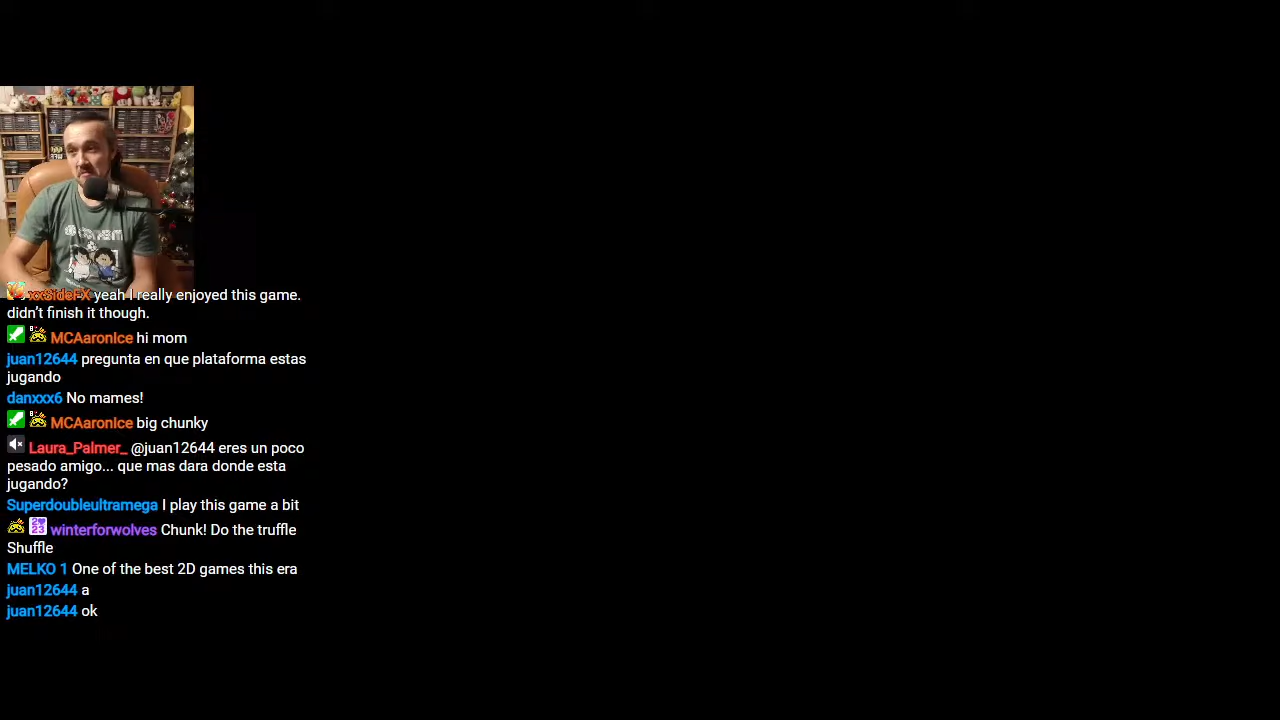 xxSideFX yeah I really enjoyed this game.
didn't finish it though.
MCAaronIce hi mom
juan12644 pregunta en que plataforma estas
jugando
danxxx6 No mames!
MCAaronIce big chunky
Laura_Palmer_ @juan12644 eres un poco
pesado amigo... que mas dara donde esta
jugando?
Superdoubleultramega I play this game a bit
winterforwolves Chunk! Do the truffle
Shuffle
MELKO 1 One of the best 2D games this era
juan12644 a
juan12644 ok